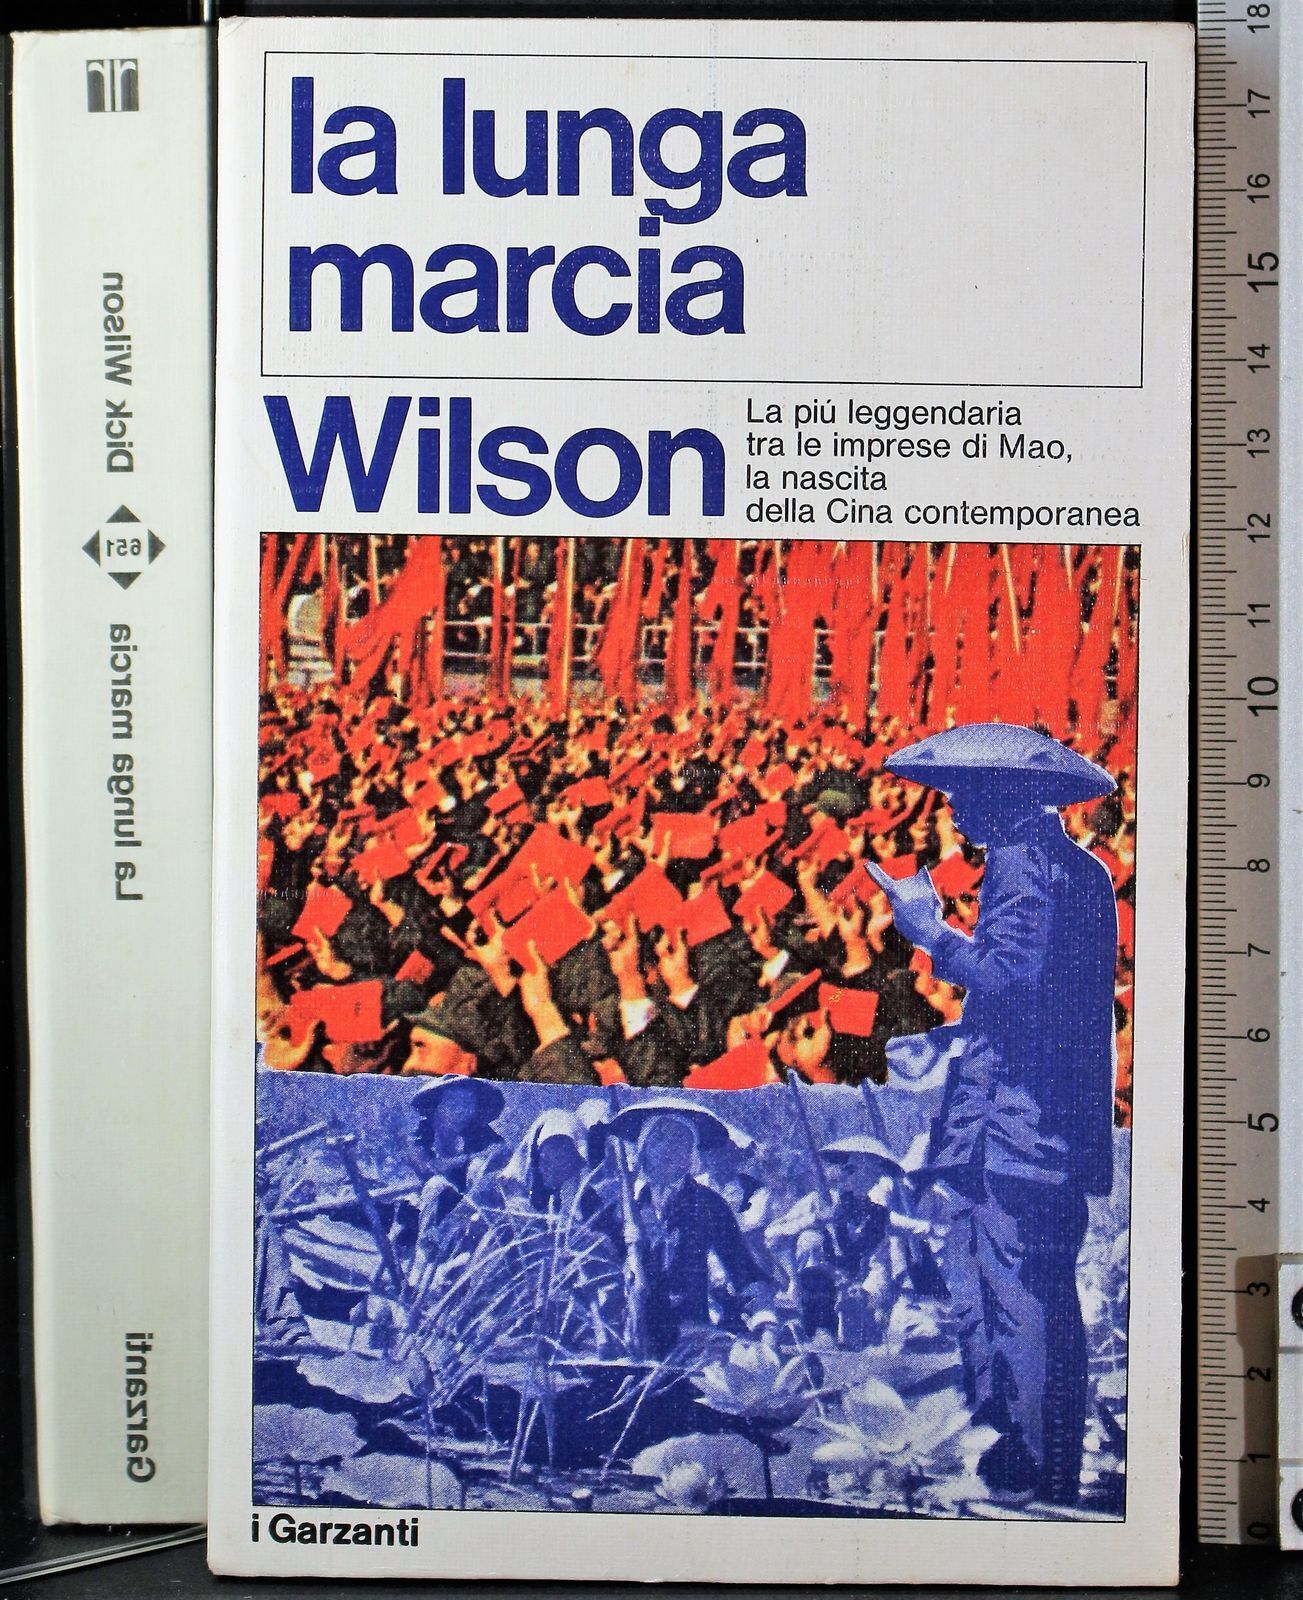 la lunga
marcia
Wilson
La piú leggendaria
tra le imprese di Mao,
la nascita
della Cina contemporanea
i Garzanti
Dick Wilson
651
La lunga marcia
Garzanti
18
17
16
15
14
13
12
11
10
9
8
7
6
5
4
3
2
1
0